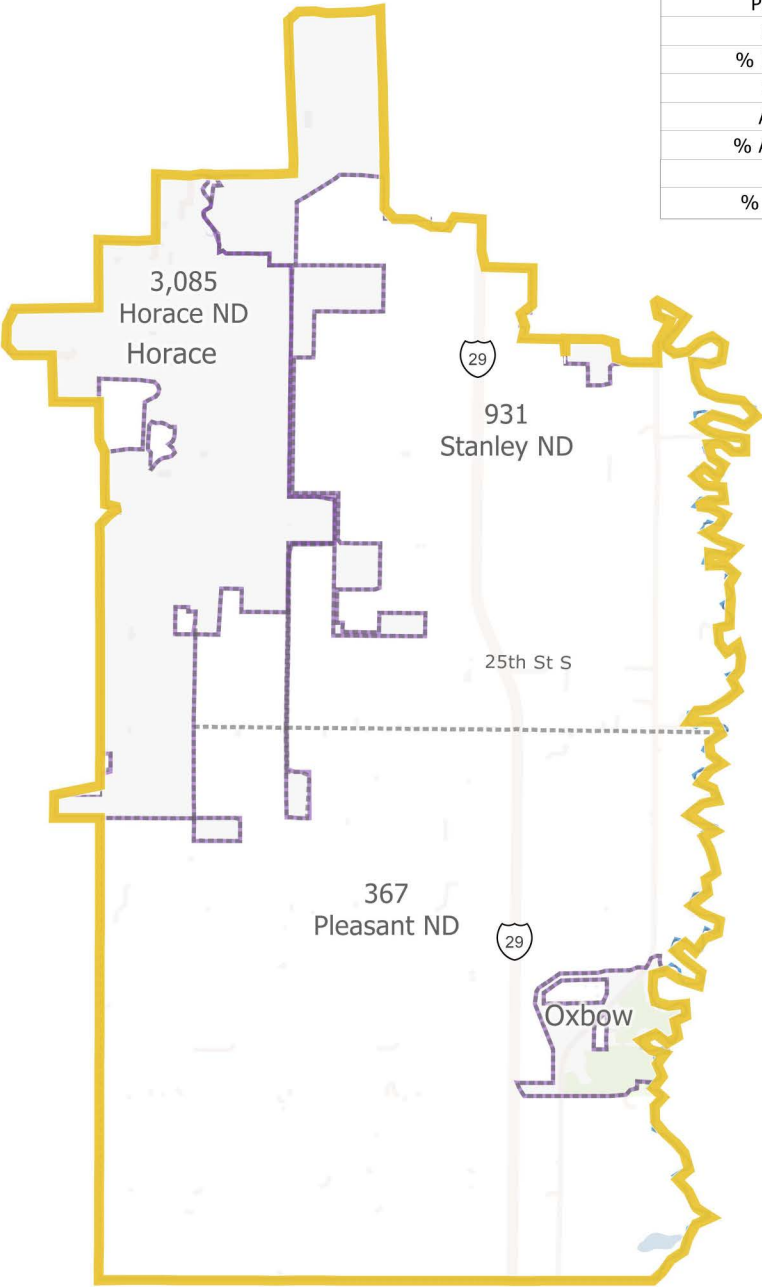 %
% A
%
3,085
Horace ND
Horace
29
931
Stanley ND
25th St S
367
Pleasant ND
29
Oxbow